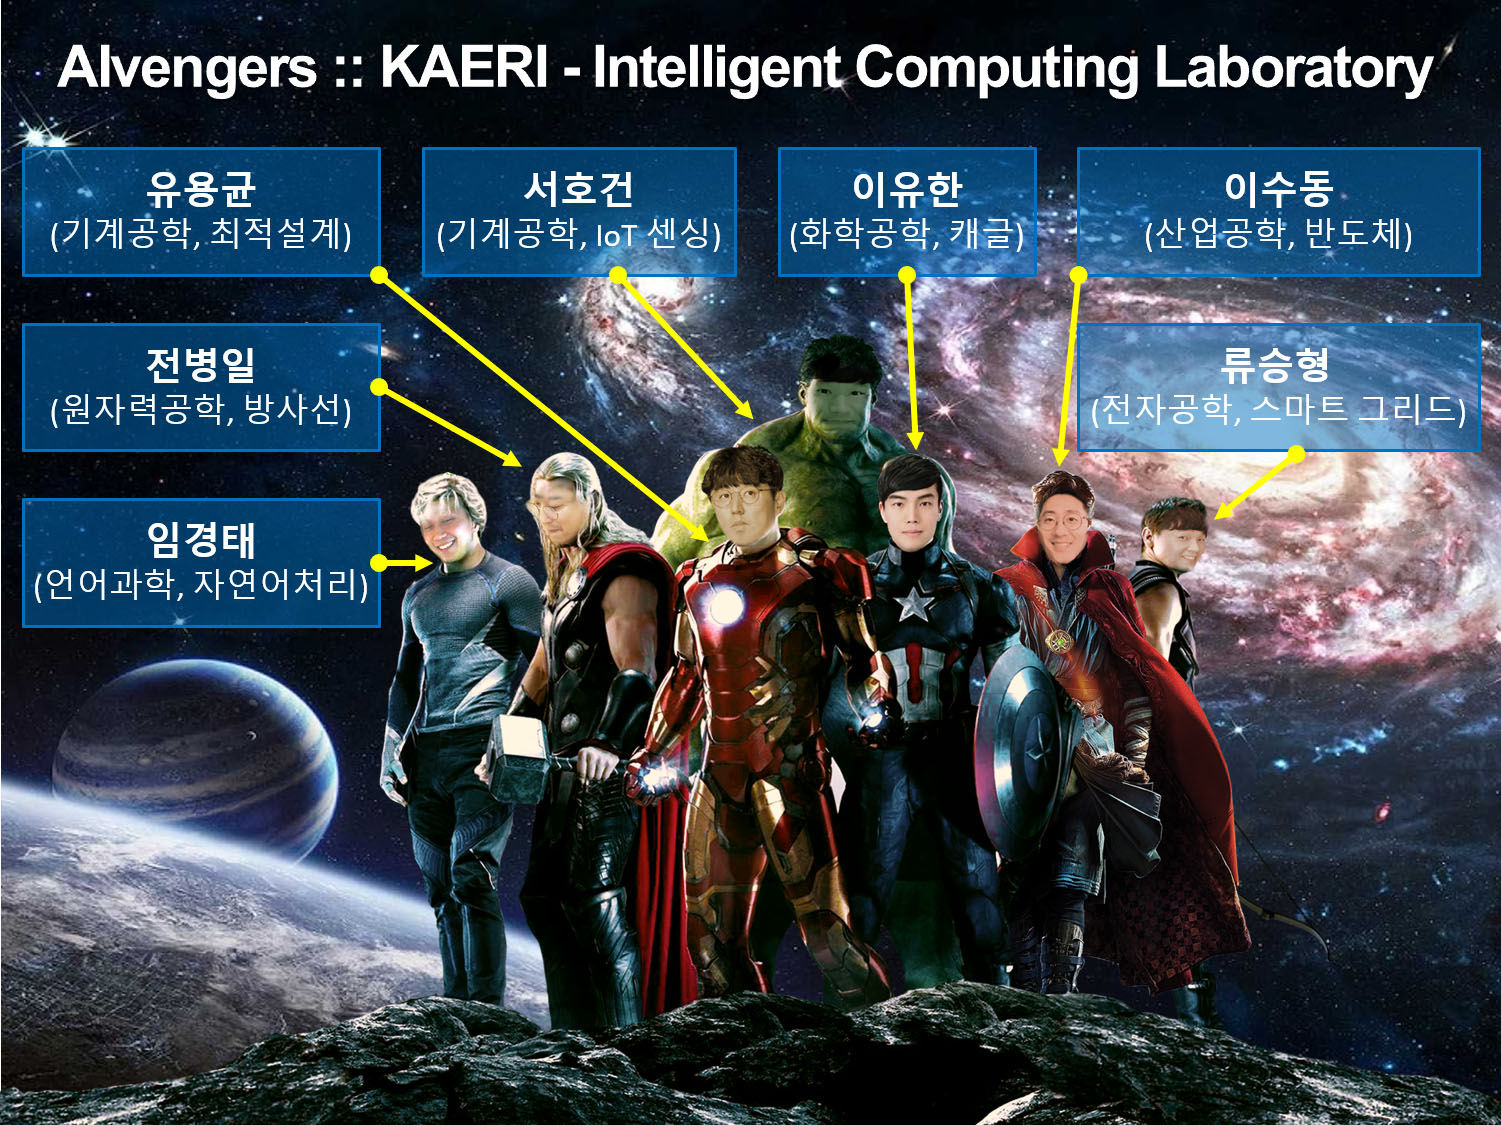 AIvengers :: KAERI - Intelligent Computing Laboratory
유용균
(기계공학, 최적설계)
서호건
(기계공학, IoT 센싱)
이유한
(화학공학, 캐글)
이수동
(산업공학, 반도체)
전병일
(원자력공학, 방사선)
류승형
(전자공학, 스마트 그리드)
임경태
(언어과학, 자연어처리)